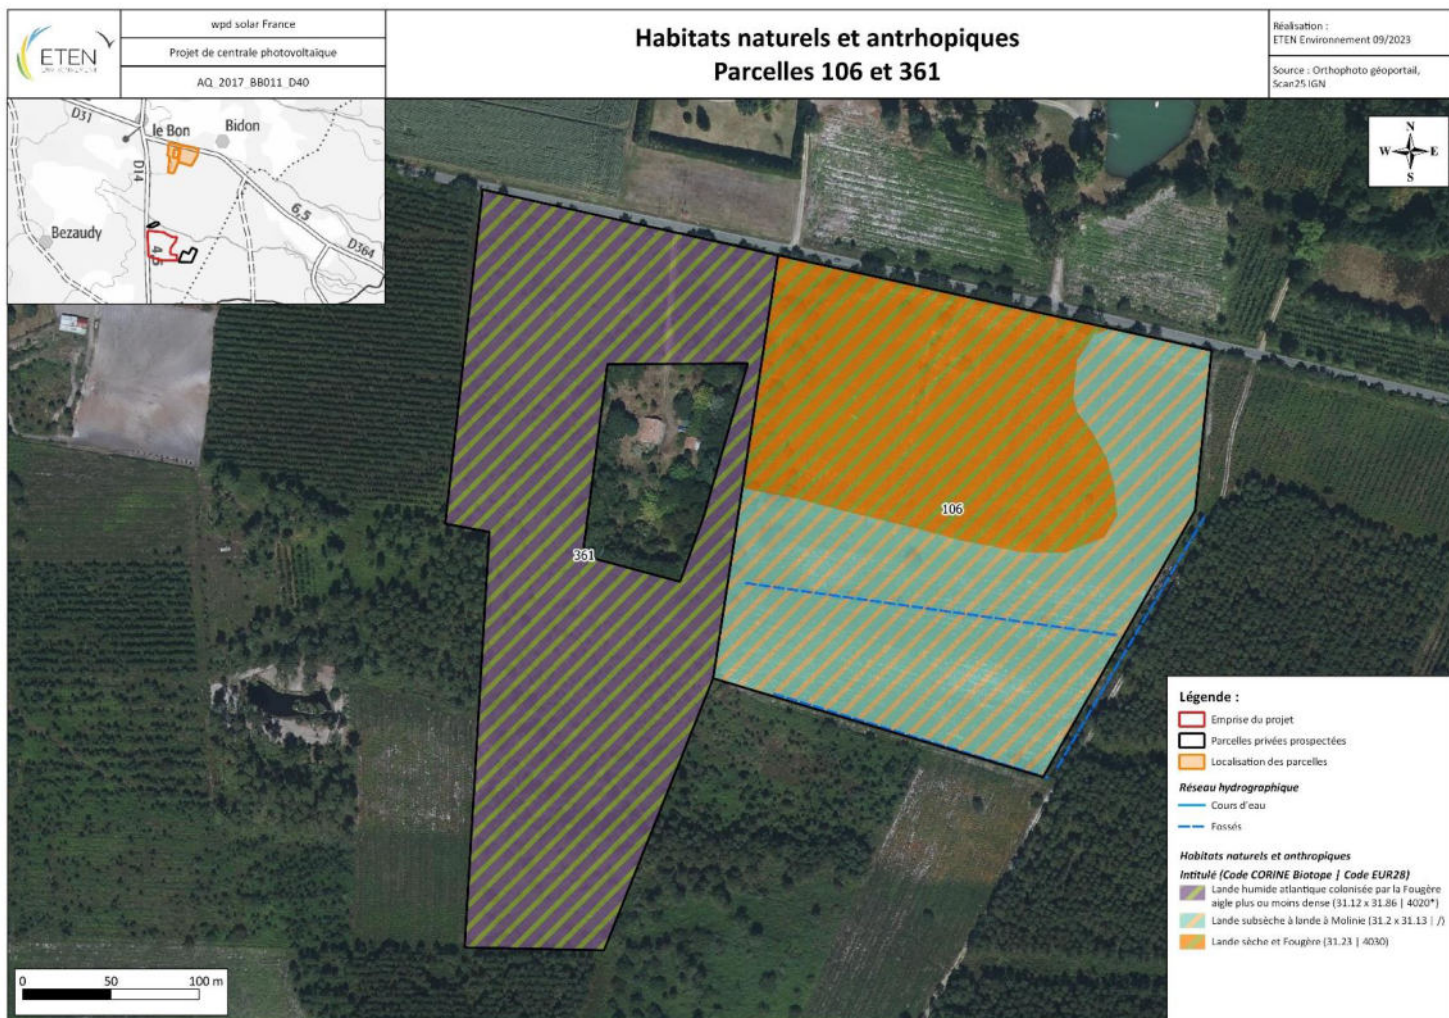 ETEN
wpd solar France
Projet de centrale photovoltaïque
AQ_2017_BB011_D40
Habitats naturels et antrhopiques
Parcelles 106 et 361
Réalisation :
ETEN Environnement 09/2023
Source : Orthophoto géoportail,
Scan25 IGN
D31
le Bon
Bidon
D14
6,5
Bezaudy
4,5
D364
N
W E
S
106
361
Légende :
Emprise du projet
Parcelles privées prospectées
Localisation des parcelles
Réseau hydrographique
Cours d'eau
Fossés
Habitats naturels et anthropiques
Intitulé (Code CORINE Biotope | Code EUR28)
Lande humide atlantique colonisée par la Fougère
aigle plus ou moins dense (31.12 x 31.86 | 4020*)
Lande subsèche à lande à Molinie (31.2 x 31.13 | /)
Lande sèche et Fougère (31.23 | 4030)
0 50 100 m